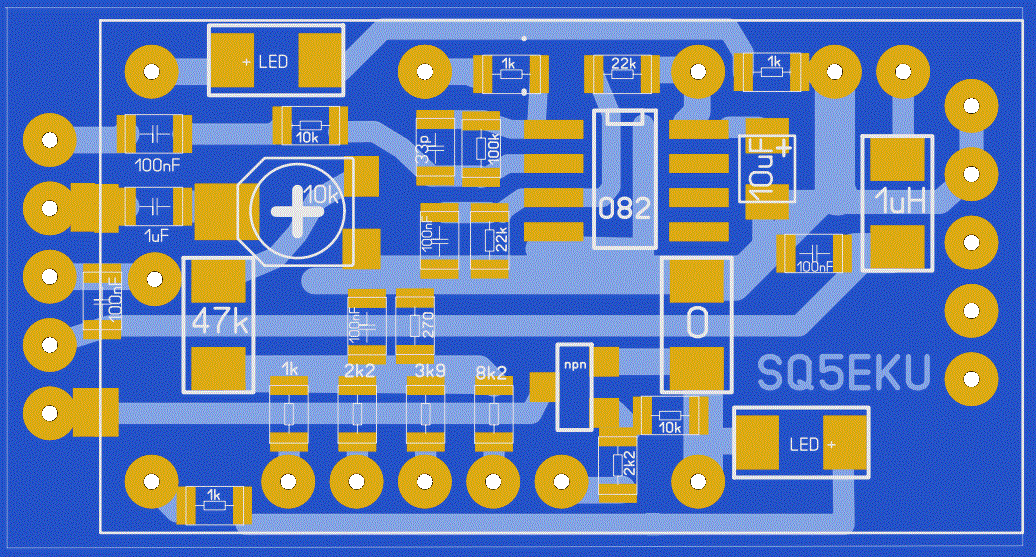 + LED
1k
22k
1k
10k
100nF
33p
100k
10uF
+
10k
082
1uH
1uF
100nF
22k
100nF
100nF
47k
100nF
270
0
SQ5EKU
1k
2k2
3k9
8k2
npn
10k
LED +
2k2
1k